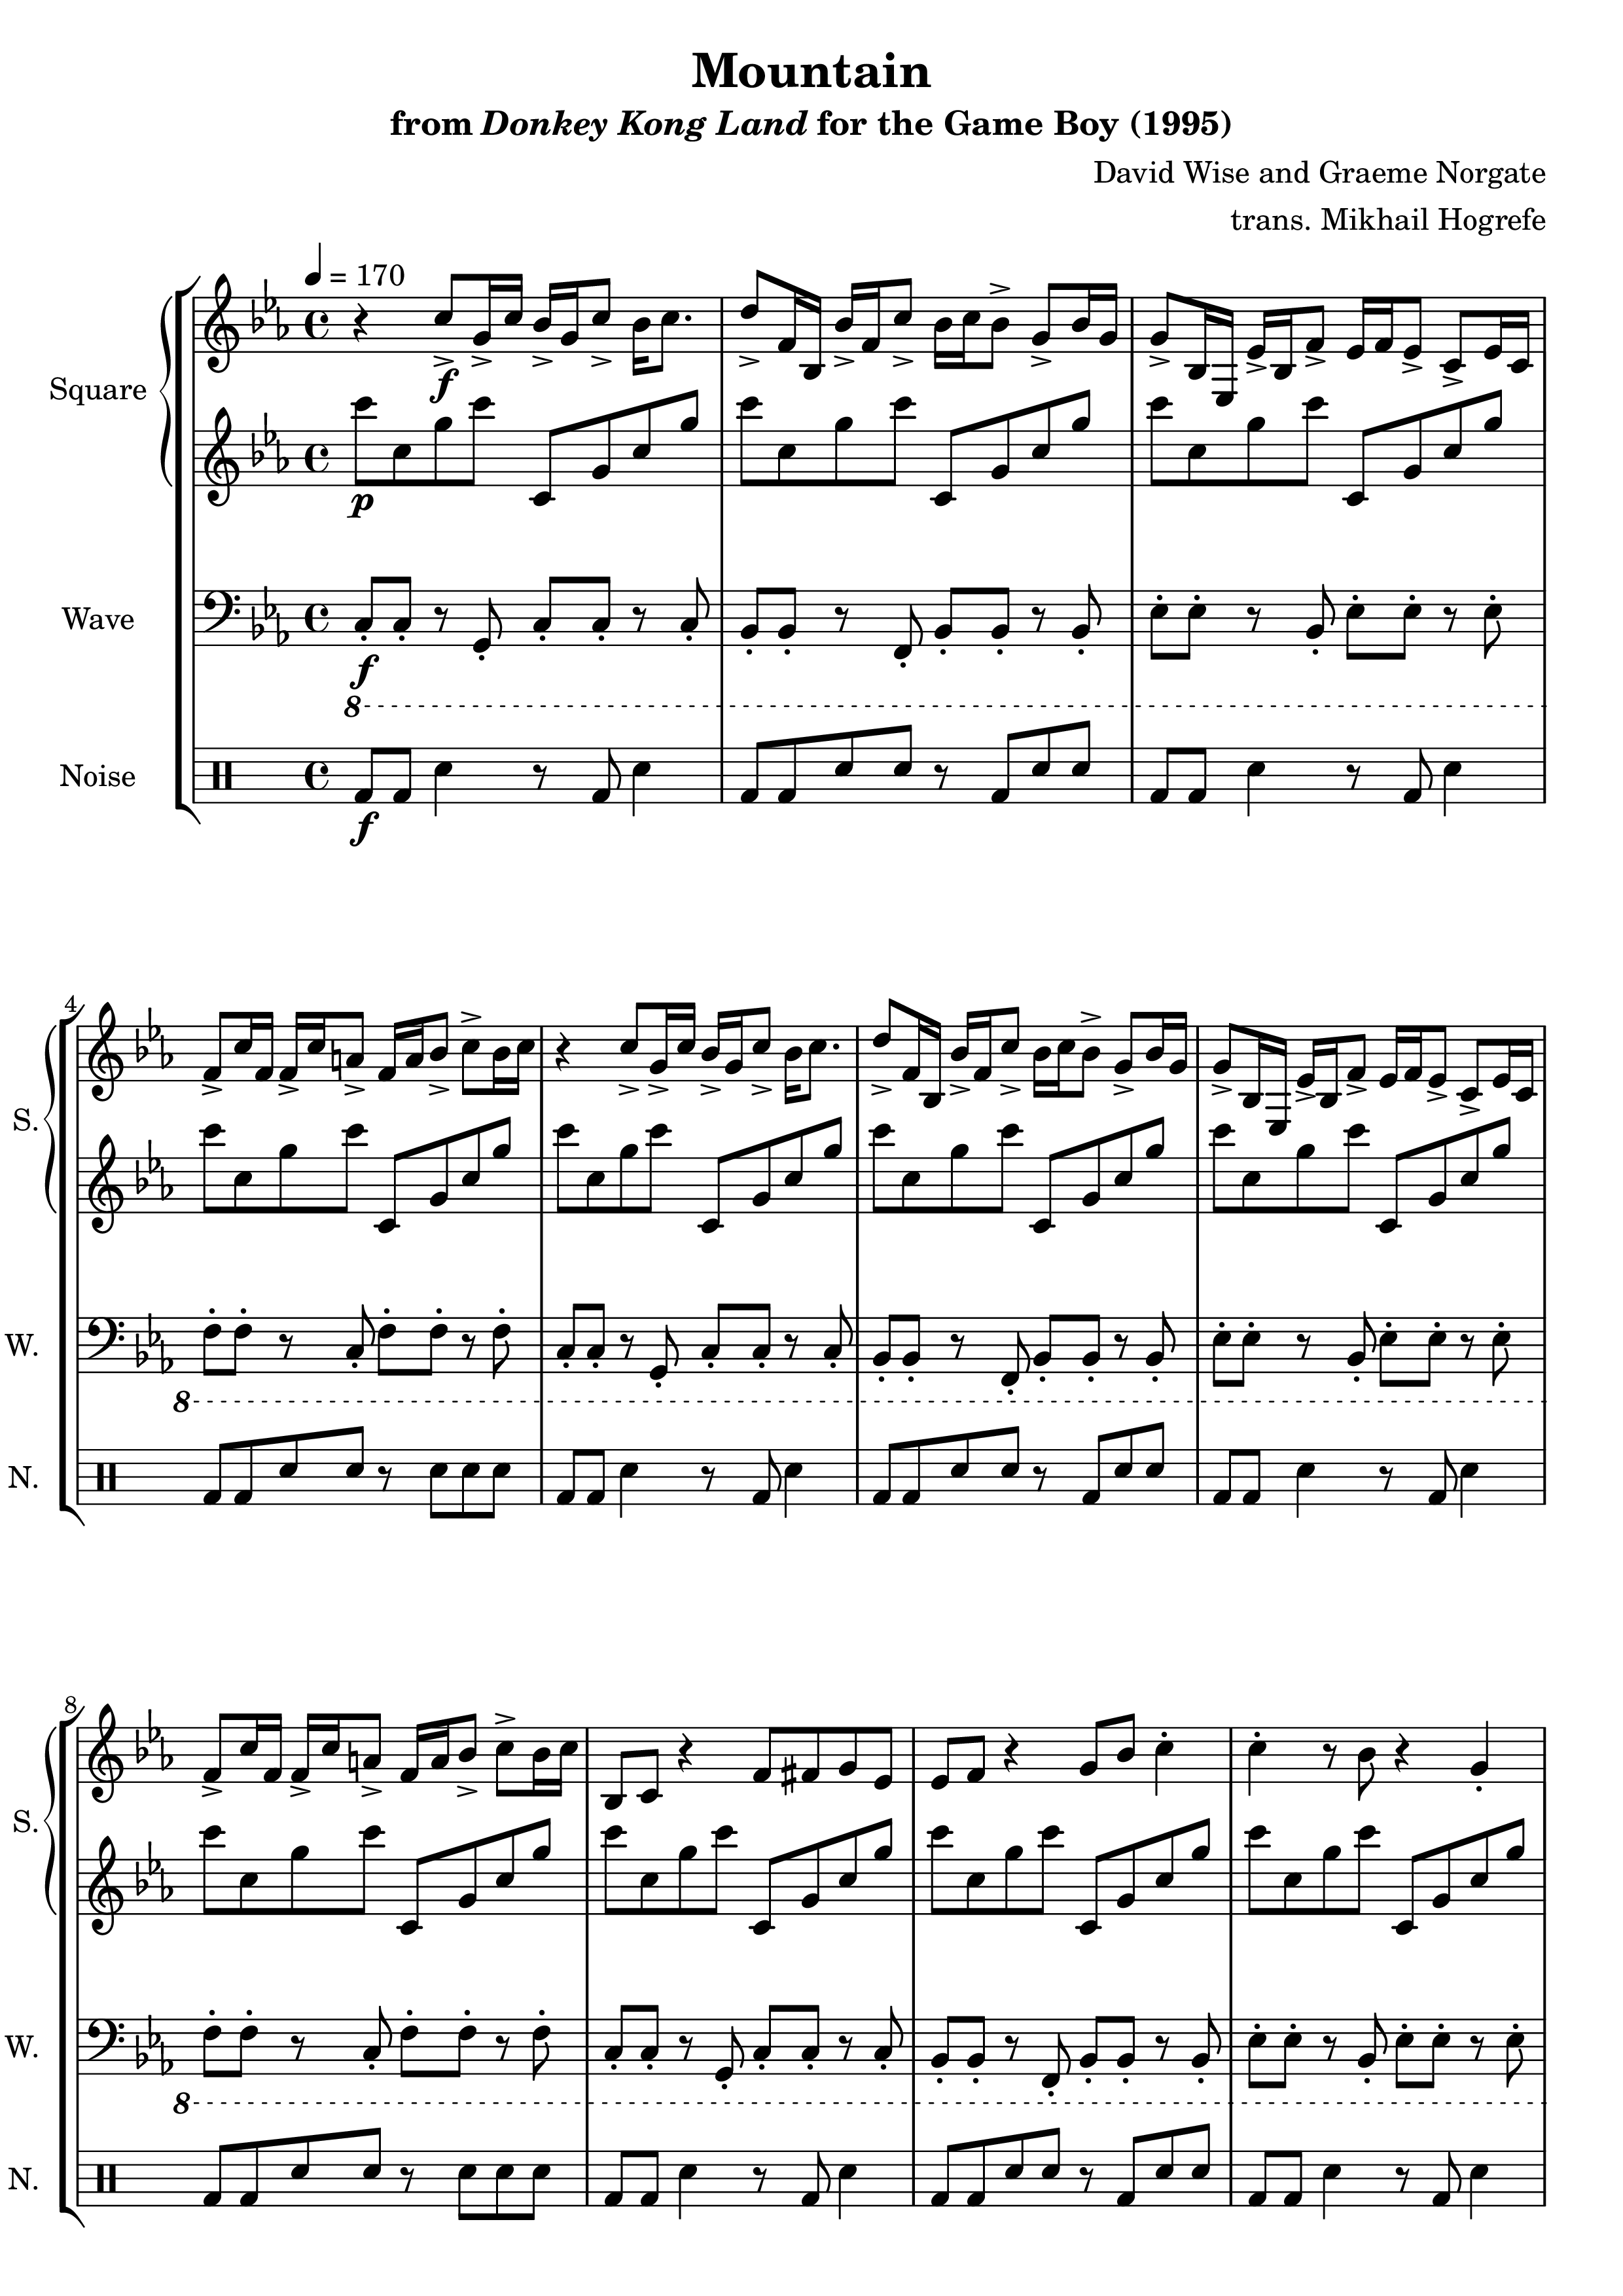 Mountain
from Donkey Kong Land for the Game Boy (1995)
David Wise and Graeme Norgate
trans. Mikhail Hogrefe
= 170
Square
f
p
Wave
f
8
Noise
f
4
S.
W.
8
N.
8
S.
W.
8
N.